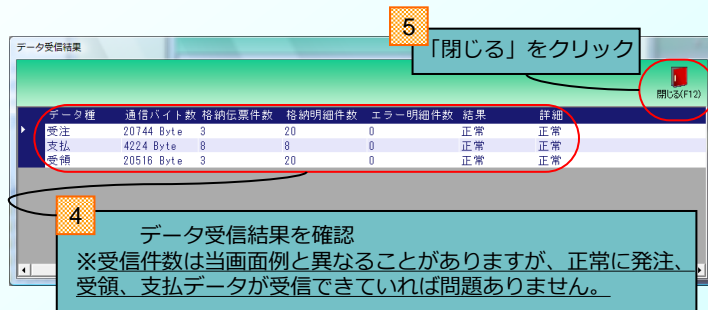 5
「閉じる」をクリック
データ受信結果
閉じる(F12)
データ種 通信バイト数 格納伝票件数 格納明細件数 エラー明細件数 結果 詳細
受注 20744 Byte 3 20 0 正常 正常
支払 4224 Byte 8 8 0 正常 正常
受領 20516 Byte 3 20 0 正常 正常
4
データ受信結果を確認
※受信件数は当画面例と異なることがありますが、正常に発注、
受領、支払データが受信できていれば問題ありません。